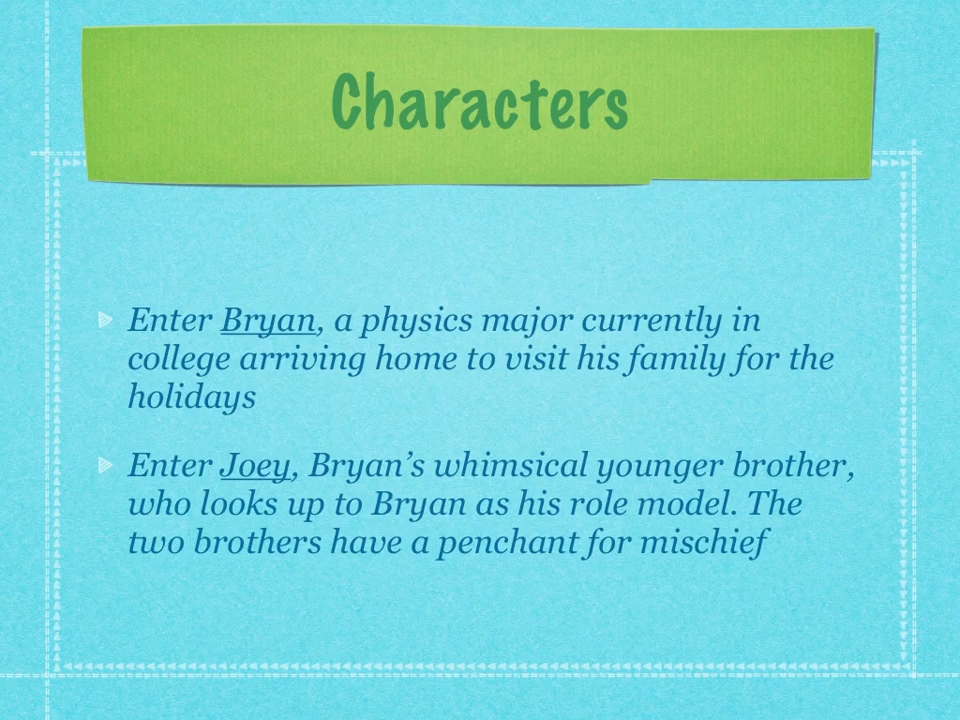 Characters
Enter Bryan, a physics major currently in
college arriving home to visit his family for the
holidays
Enter Joey, Bryan’s whimsical younger brother,
who looks up to Bryan as his role model. The
two brothers have a penchant for mischief